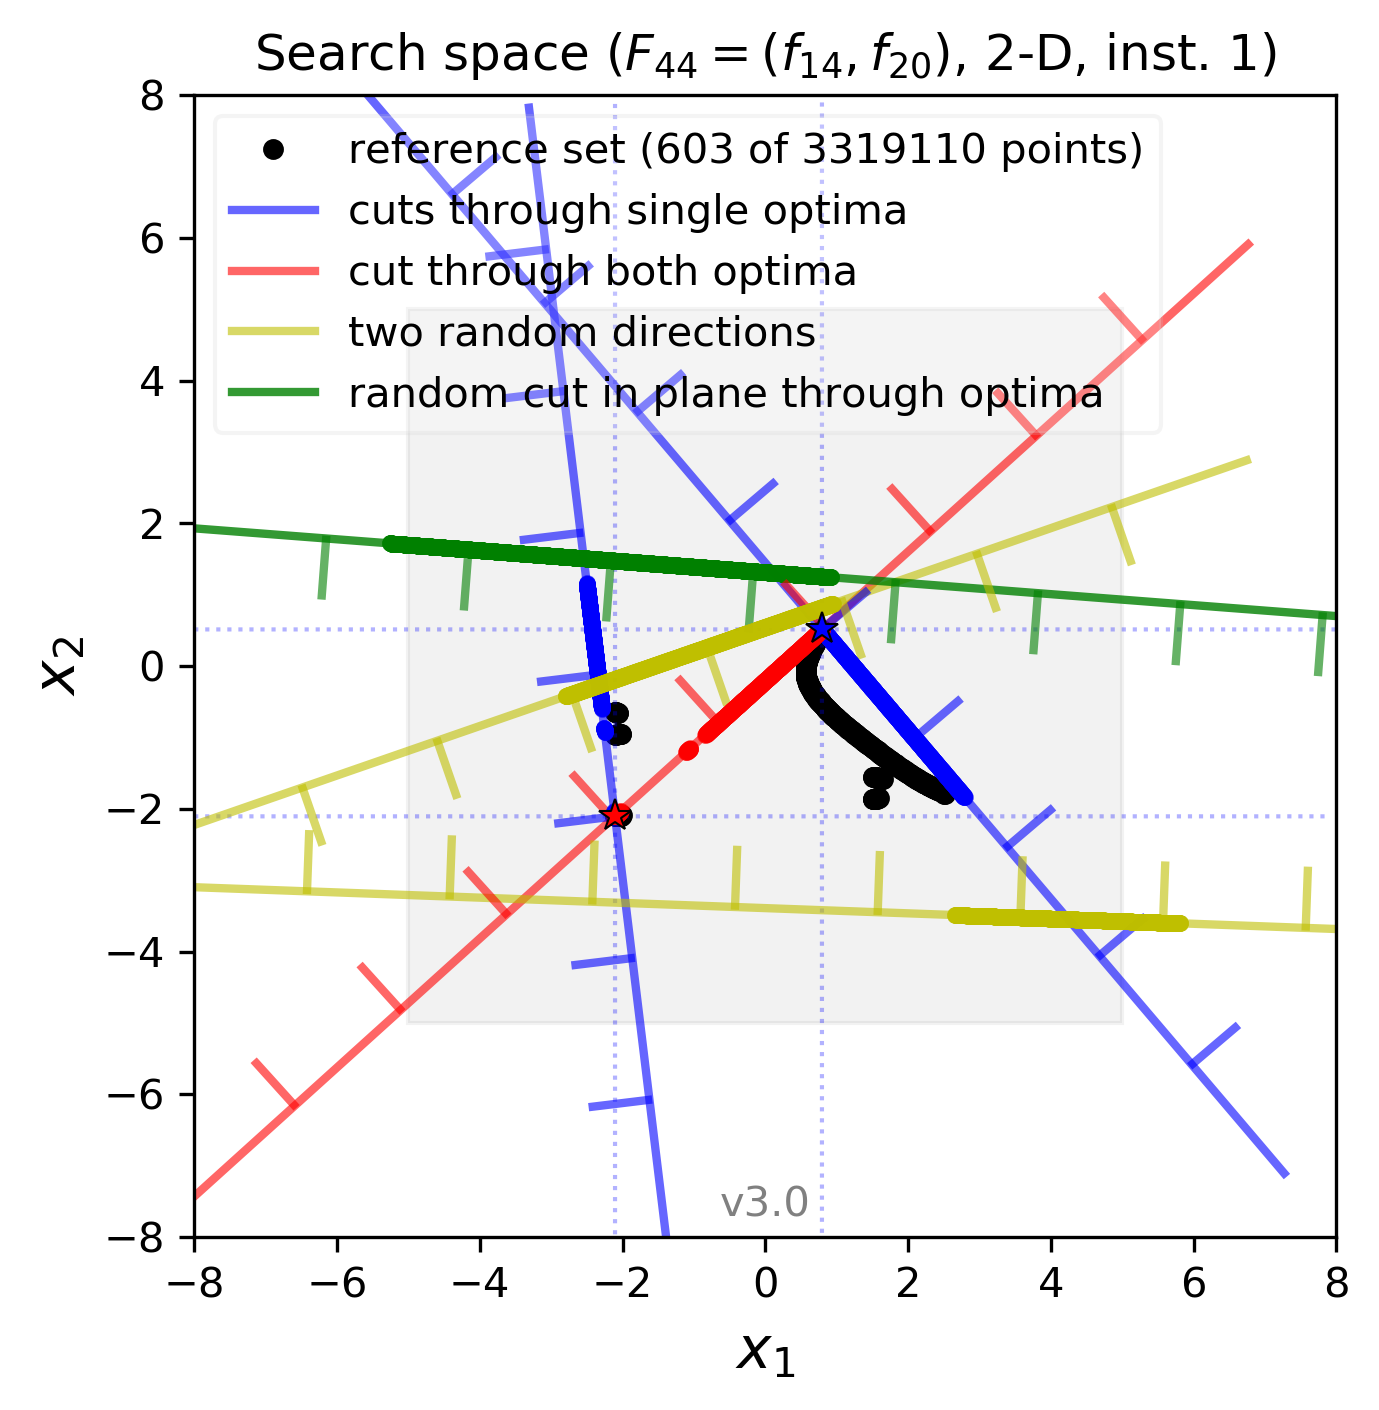 Search space (F₄₄ = (f₁₄, f₂₀), 2-D, inst. 1)
reference set (603 of 3319110 points)
cuts through single optima
cut through both optima
two random directions
random cut in plane through optima
8
6
4
2
0
−2
−4
−6
−8
x₂
v3.0
−8 −6 −4 −2 0 2 4 6 8
x₁